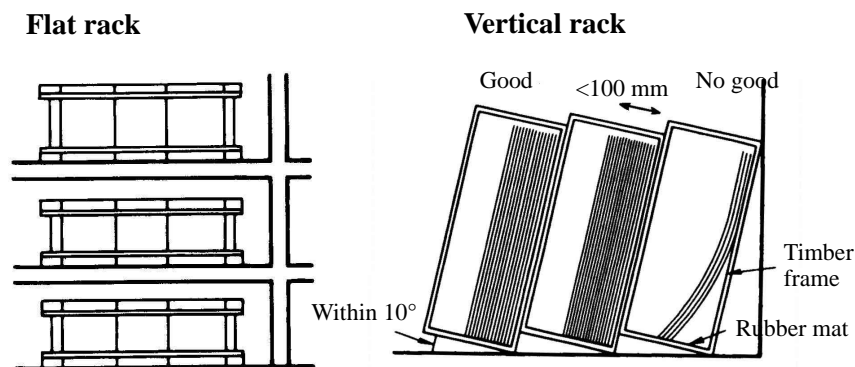 Flat rack
Vertical rack
Good
<100 mm
No good
Timber
frame
Within 10°
Rubber mat